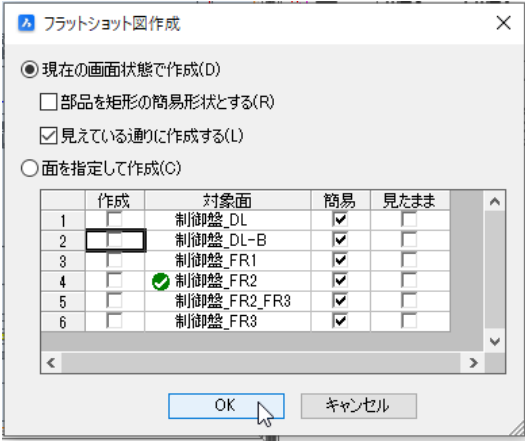 フラットショット図作成
現在の画面状態で作成(D)
部品を矩形の簡易形状とする(R)
見えている通りに作成する(L)
面を指定して作成(C)
作成 対象面 簡易 見たまま
1 制御盤_DL
2 制御盤_DL-B
3 制御盤_FR1
4 制御盤_FR2
5 制御盤_FR2_FR3
6 制御盤_FR3
OK キャンセル